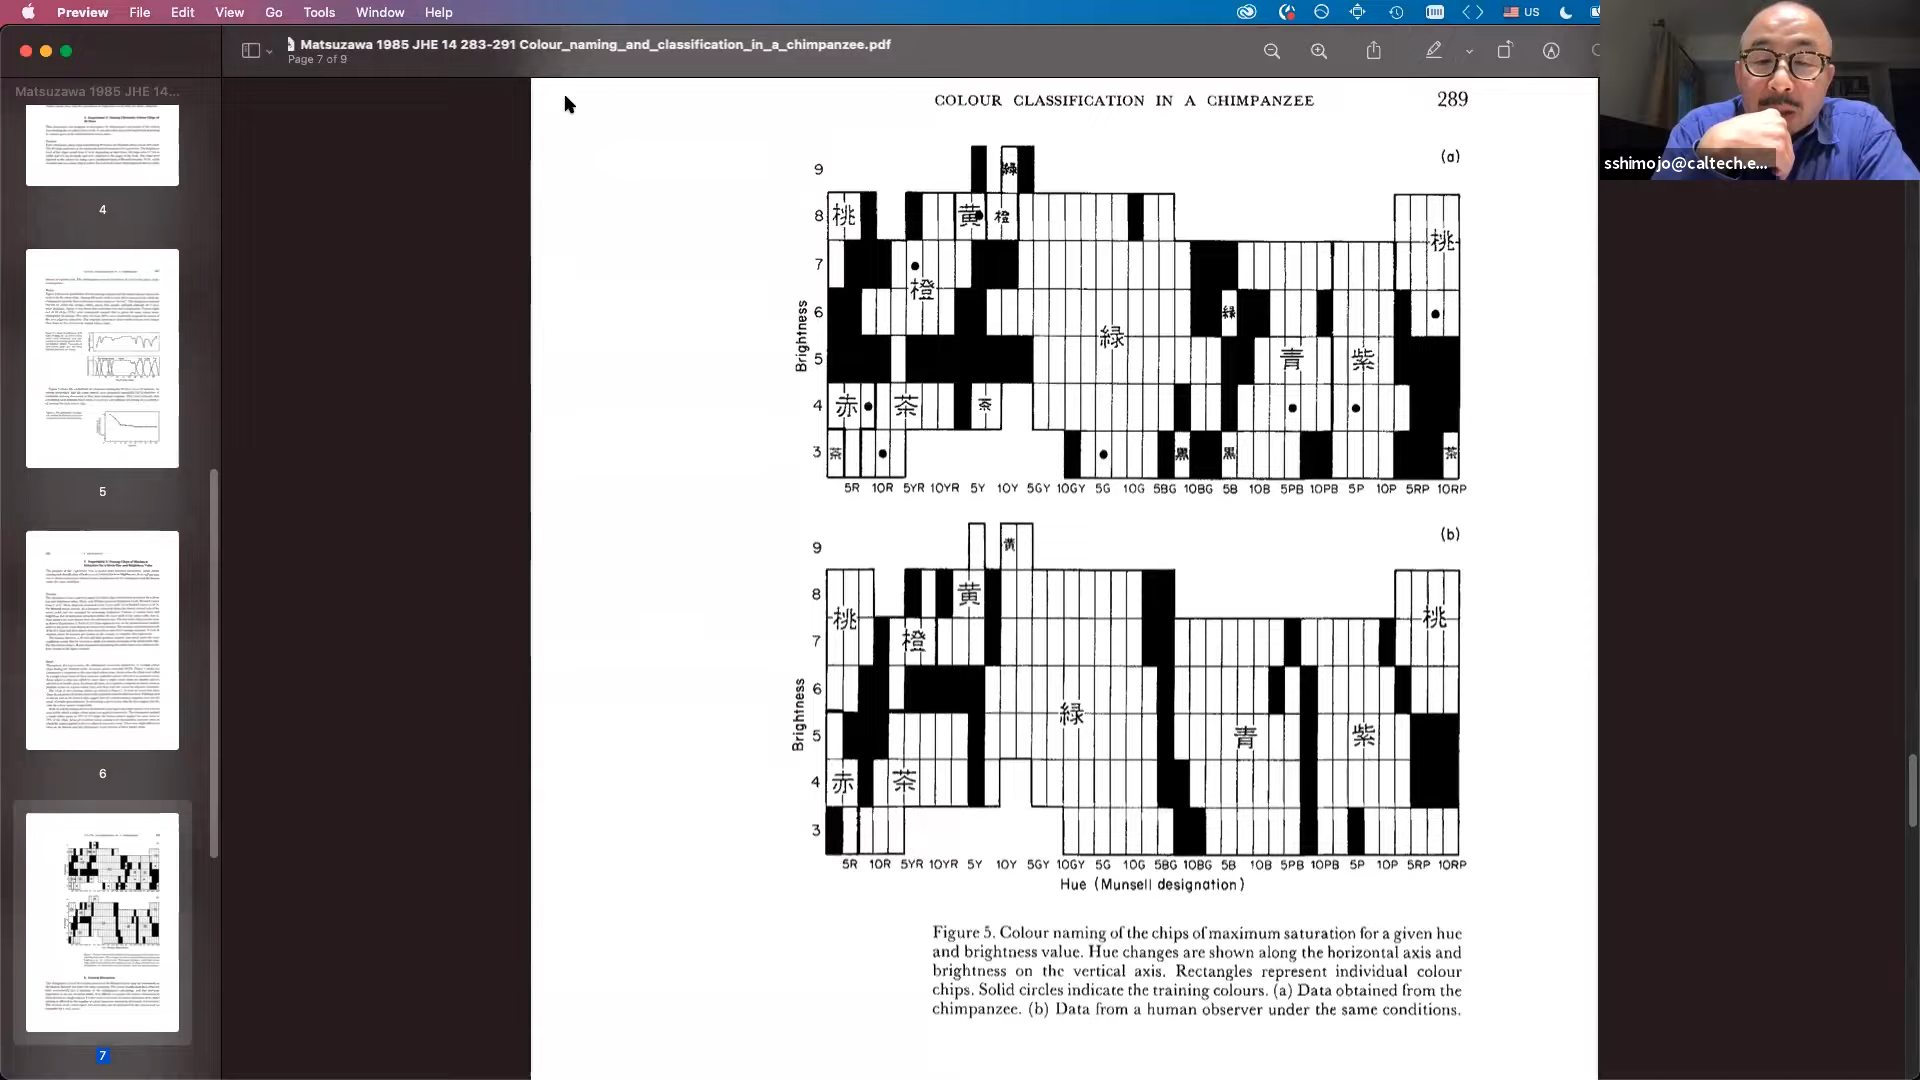 Preview File Edit View Go Tools Window Help
US
Matsuzawa 1985 JHE 14 283-291 Colour_naming_and_classification_in_a_chimpanzee.pdf
Page 7 of 9
Matsuzawa 1985 JHE 14...
4
5
6
7
sshimojo@caltech.e...
COLOUR CLASSIFICATION IN A CHIMPANZEE
289
(a)
9
緑
8
桃
黄
橙
桃
7
橙
6
緑
緑
5
青
紫
Brightness
4
赤
茶
茶
3
茶
黒
黒
茶
5R 10R 5YR 10YR 5Y 10Y 5GY 10GY 5G 10G 5BG 10BG 5B 10B 5PB 10PB 5P 10P 5RP 10RP
(b)
9
黄
8
黄
桃
桃
7
橙
6
緑
5
青
紫
Brightness
4
赤
茶
3
5R 10R 5YR 10YR 5Y 10Y 5GY 10GY 5G 10G 5BG 10BG 5B 10B 5PB 10PB 5P 10P 5RP 10RP
Hue (Munsell designation)
Figure 5. Colour naming of the chips of maximum saturation for a given hue
and brightness value. Hue changes are shown along the horizontal axis and
brightness on the vertical axis. Rectangles represent individual colour
chips. Solid circles indicate the training colours. (a) Data obtained from the
chimpanzee. (b) Data from a human observer under the same conditions.